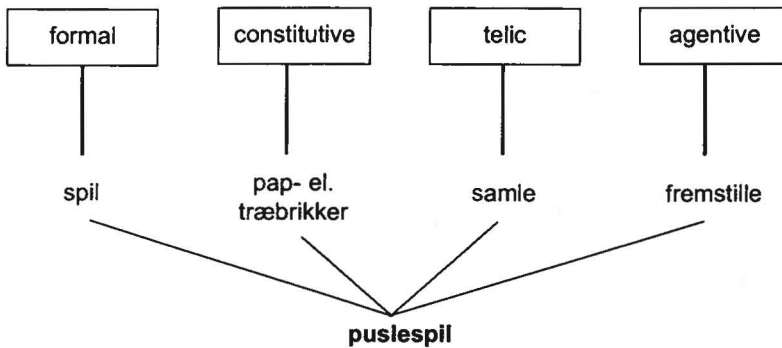 formal
constitutive
telic
agentive
spil
pap- el.
træbrikker
samle
fremstille
puslespil